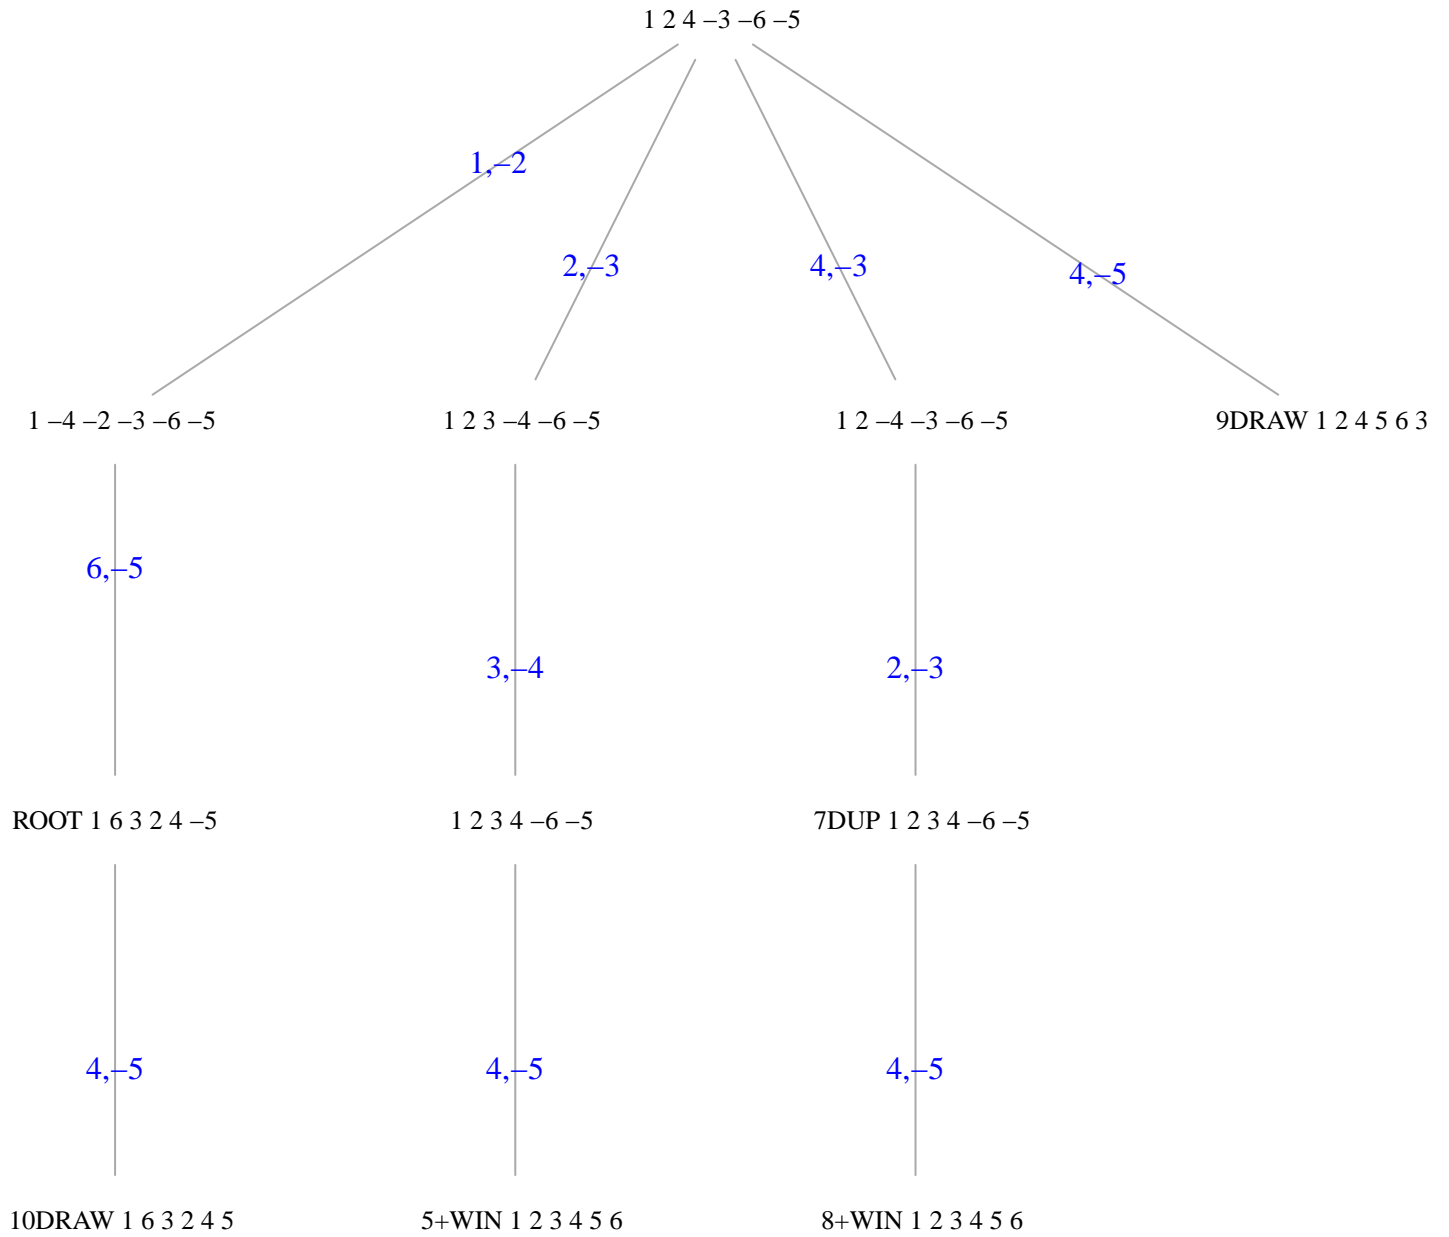 1 2 4 –3 –6 –5
1,–2
2,–3
4,–3
4,–5
1 –4 –2 –3 –6 –5
1 2 3 –4 –6 –5
1 2 –4 –3 –6 –5
9DRAW 1 2 4 5 6 3
6,–5
3,–4
2,–3
ROOT 1 6 3 2 4 –5
1 2 3 4 –6 –5
7DUP 1 2 3 4 –6 –5
4,–5
4,–5
4,–5
10DRAW 1 6 3 2 4 5
5+WIN 1 2 3 4 5 6
8+WIN 1 2 3 4 5 6